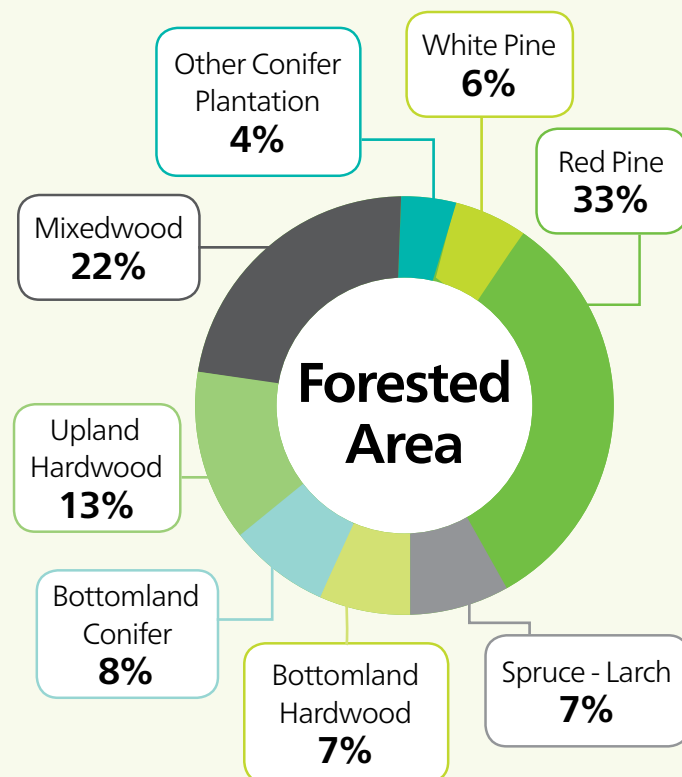 White Pine
6%
Other Conifer
Plantation
4%
Red Pine
33%
Mixedwood
22%
Forested
Area
Upland
Hardwood
13%
Bottomland
Conifer
8%
Bottomland
Hardwood
7%
Spruce - Larch
7%